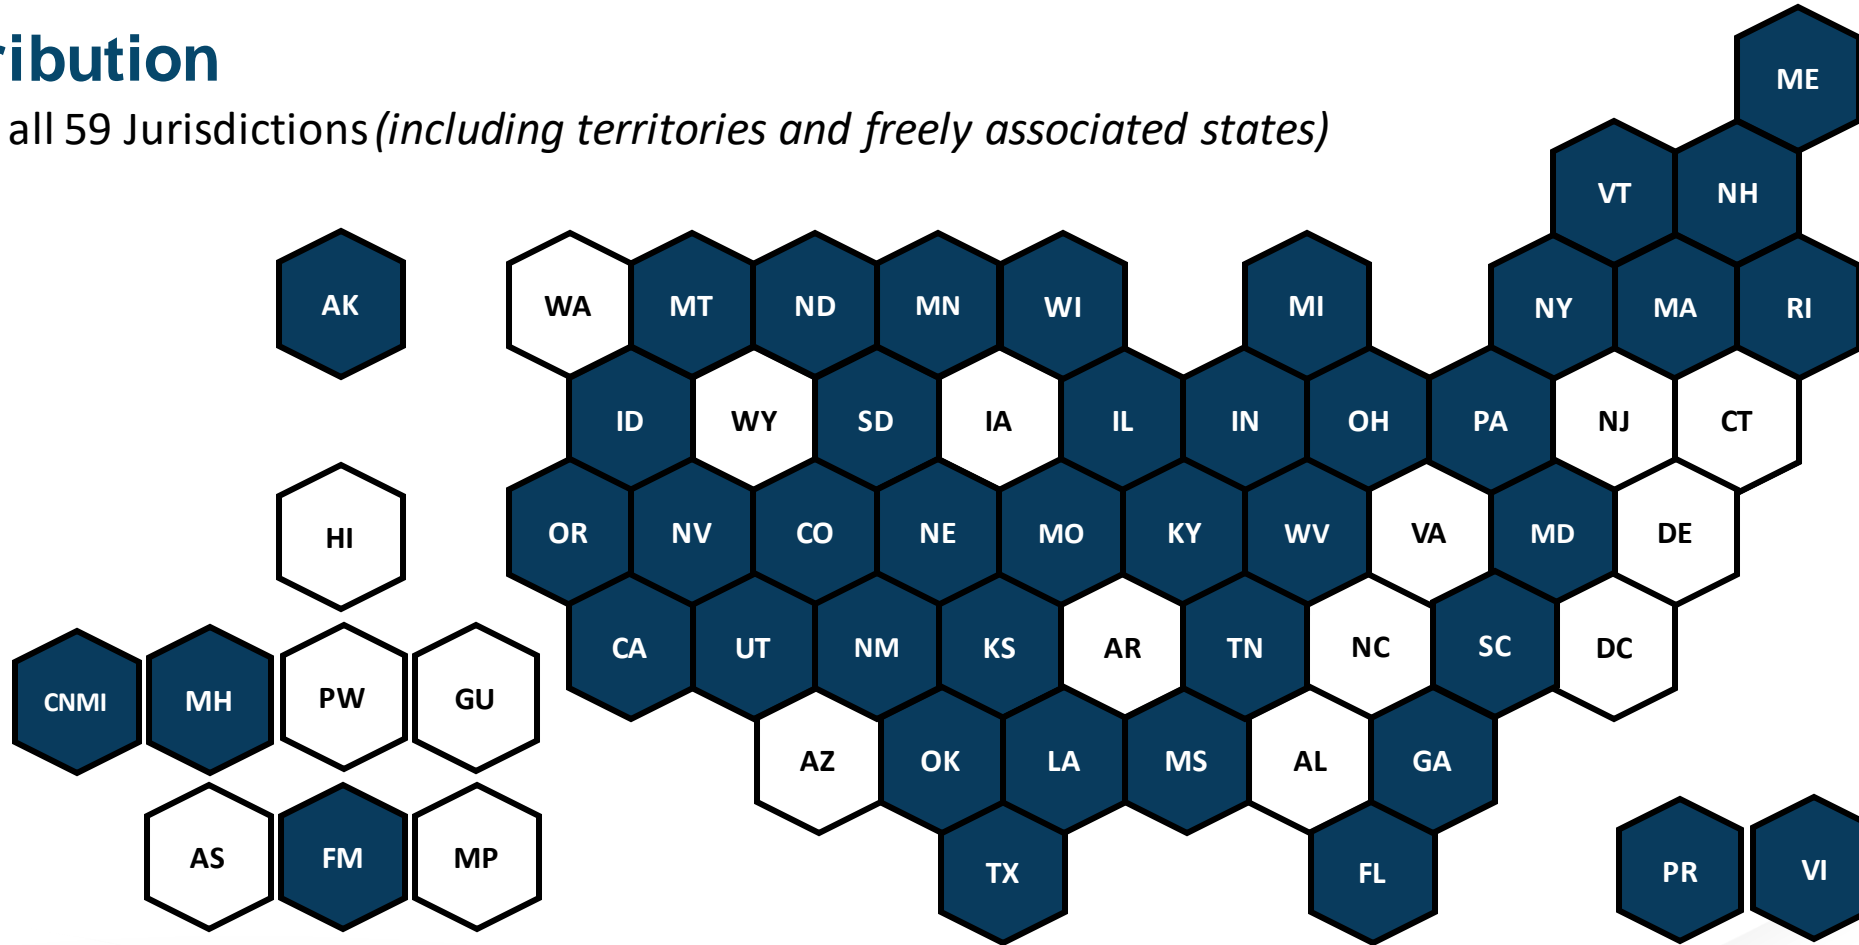 ribution
all 59 Jurisdictions (including territories and freely associated states)
ME
VT NH
AK WA MT ND MN WI MI NY MA RI
ID WY SD IA IL IN OH PA NJ CT
HI OR NV CO NE MO KY WV VA MD DE
CA UT NM KS AR TN NC SC DC
CNMI MH PW GU
AZ OK LA MS AL GA
AS FM MP TX FL PR VI